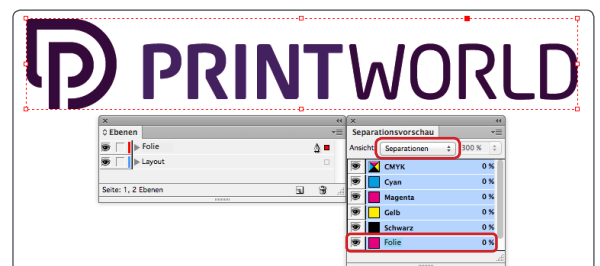 PRINTWORLD
Ebenen
Folie
Layout
Seite: 1, 2 Ebenen
Separationsvorschau
Ansicht: Separationen 300 %
CMYK 0 %
Cyan 0 %
Magenta 0 %
Gelb 0 %
Schwarz 0 %
Folie 0 %